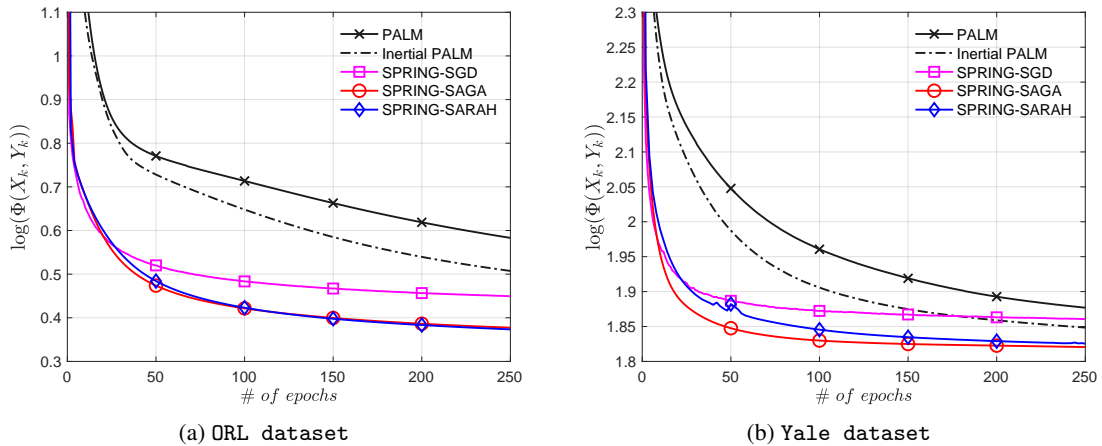 1.1
1
0.9
0.8
0.7
0.6
0.5
0.4
0.3
log(Φ(X_k, Y_k))
PALM
Inertial PALM
SPRING-SGD
SPRING-SAGA
SPRING-SARAH
0 50 100 150 200 250
# of epochs
(a) ORL dataset
2.3
2.25
2.2
2.15
2.1
2.05
2
1.95
1.9
1.85
1.8
log(Φ(X_k, Y_k))
PALM
Inertial PALM
SPRING-SGD
SPRING-SAGA
SPRING-SARAH
0 50 100 150 200 250
# of epochs
(b) Yale dataset